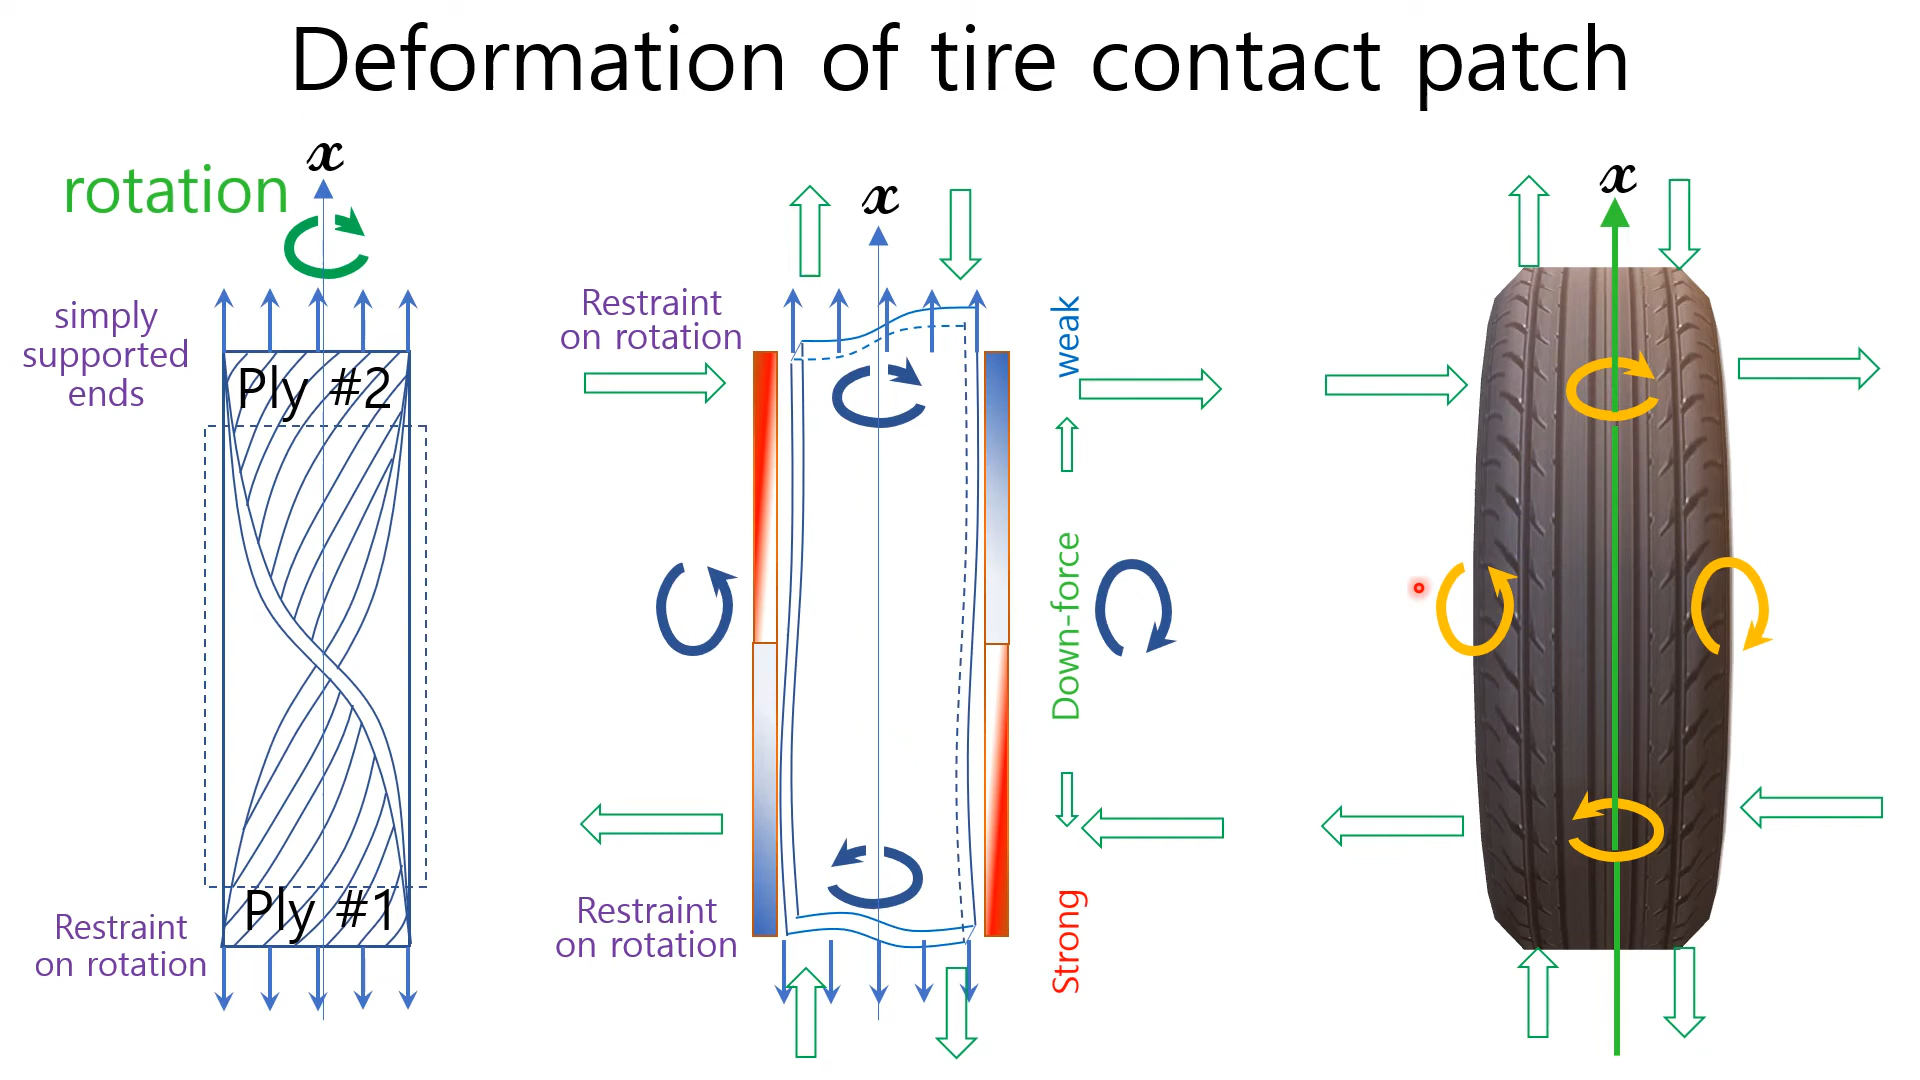 Deformation of tire contact patch
rotation
x
simply
supported
ends
Ply #2
Ply #1
Restraint
on rotation
x
Restraint
on rotation
Restraint
on rotation
weak
Down-force
Strong
x